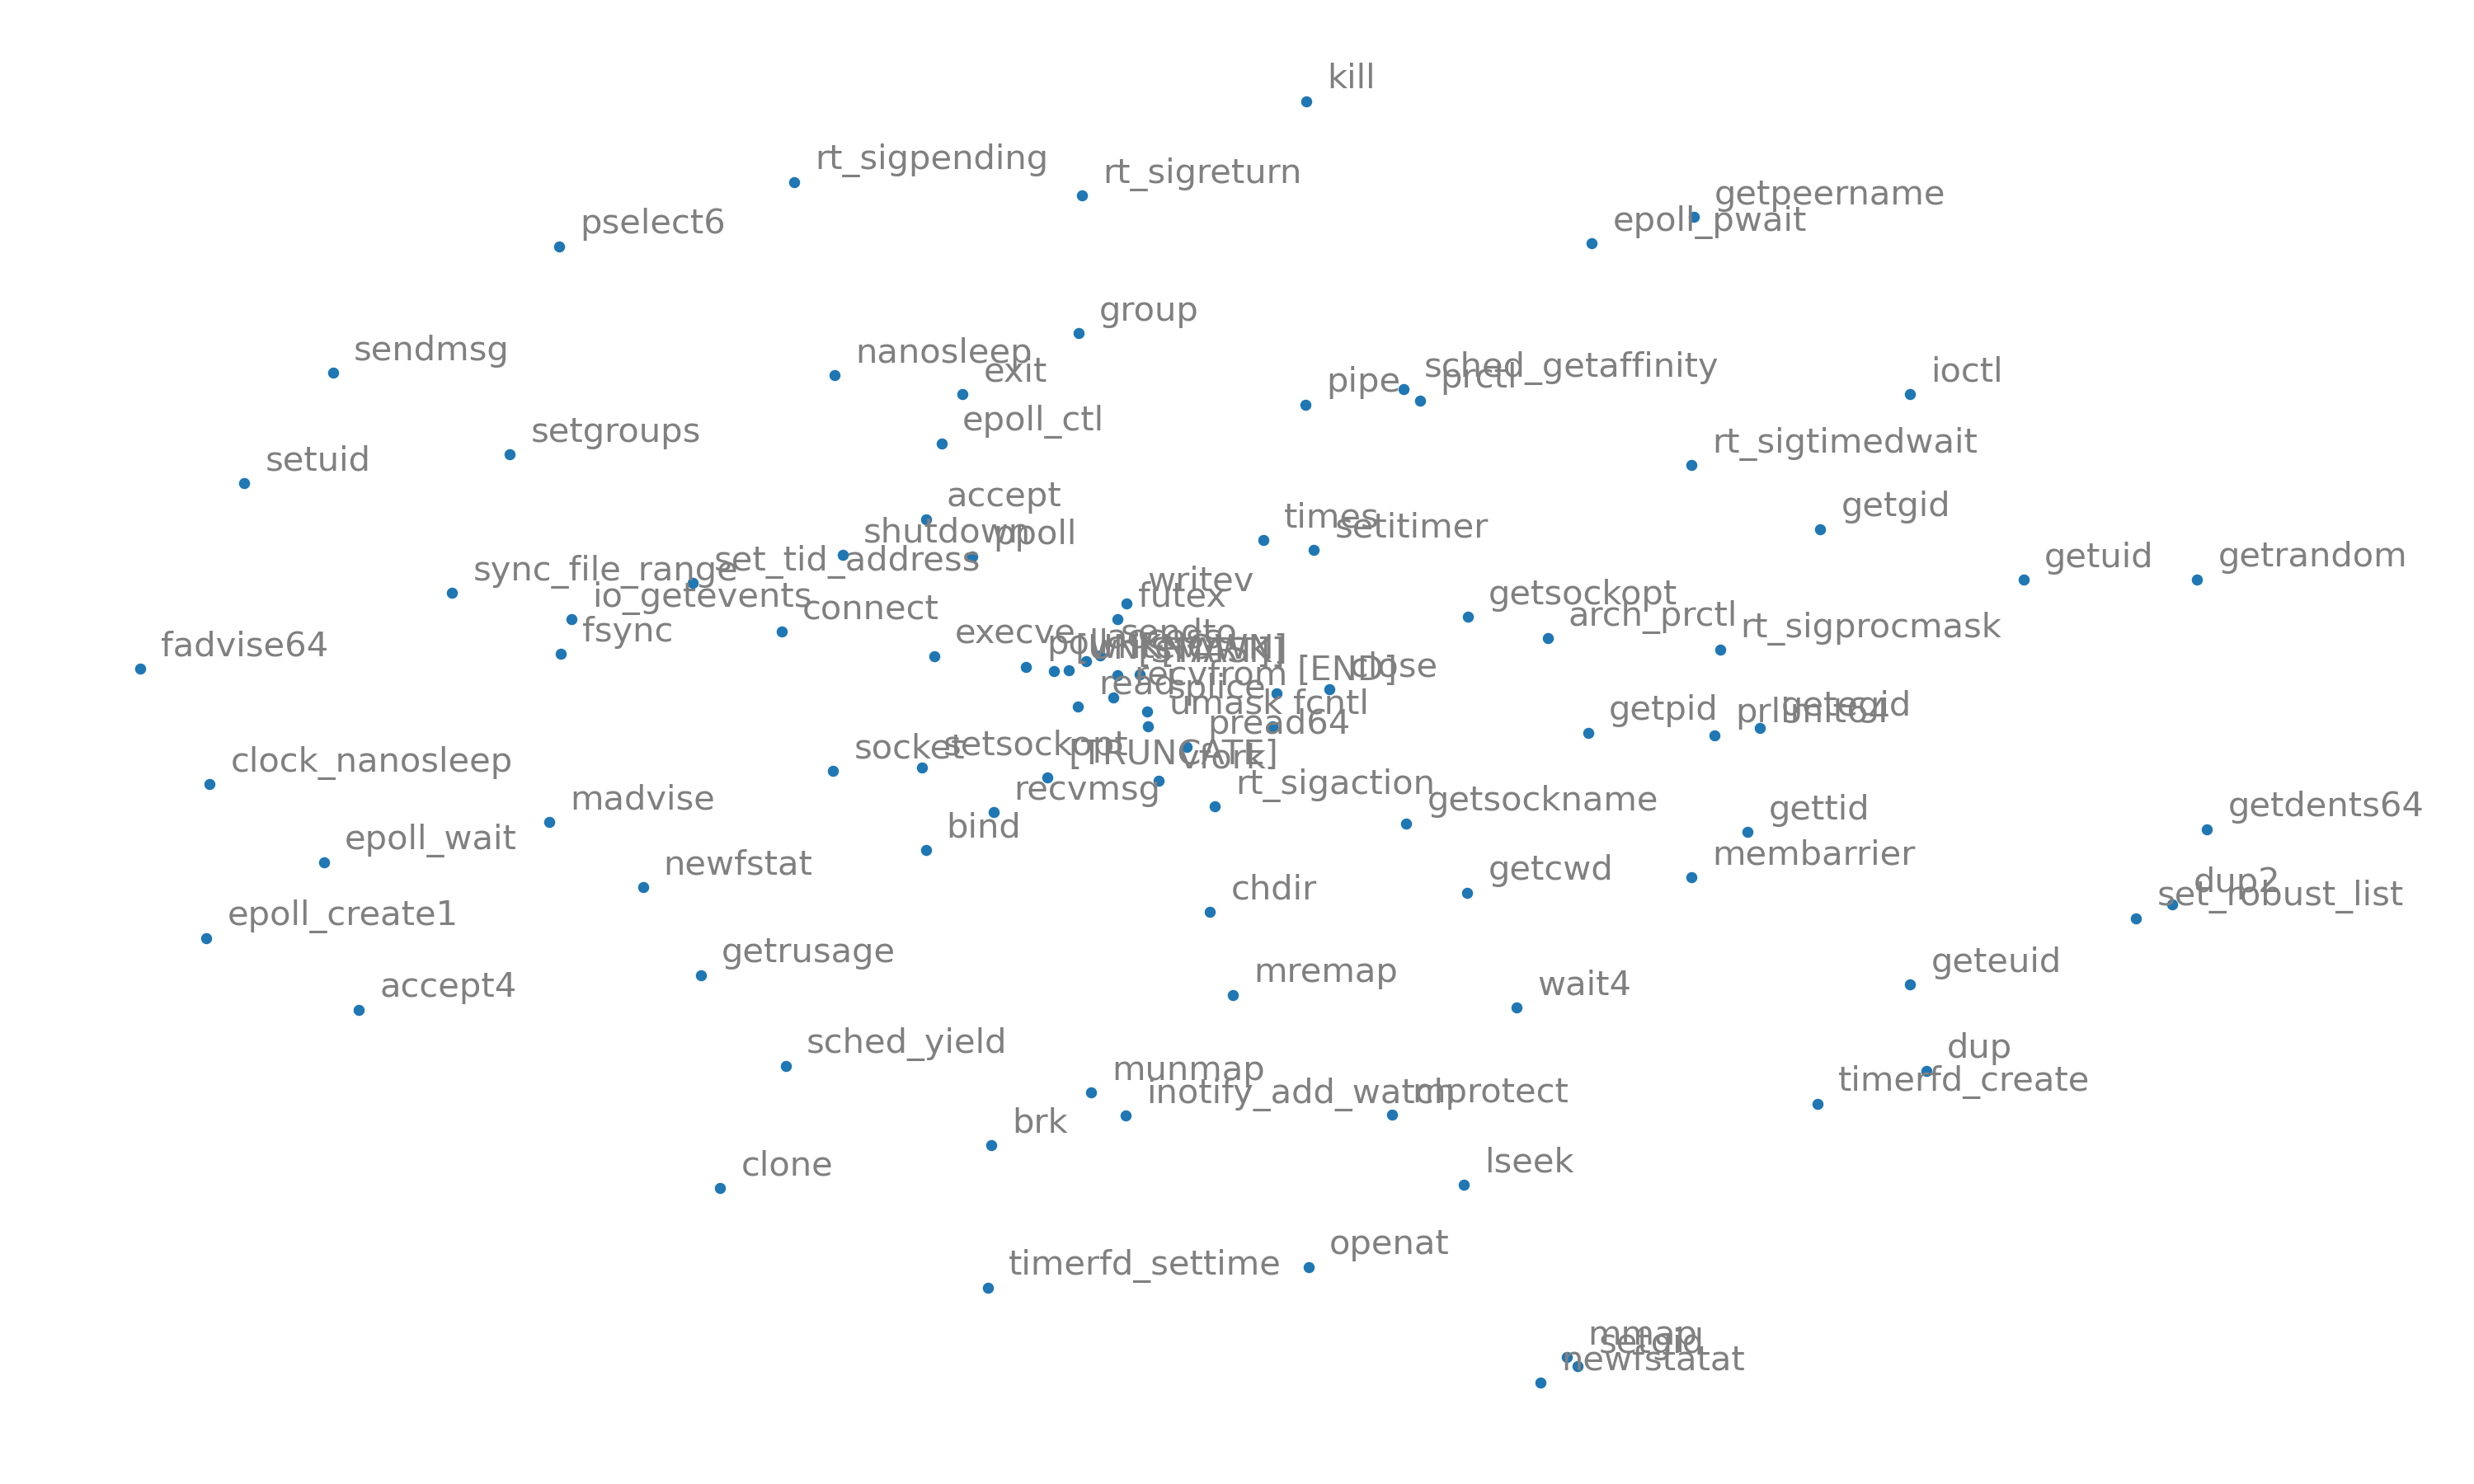 kill
rt_sigpending
rt_sigreturn
getpeername
epoll_pwait
pselect6
group
sendmsg
nanosleep
exit
sched_getaffinity
prctl
pipe
ioctl
epoll_ctl
setgroups
rt_sigtimedwait
setuid
accept
getgid
times
setitimer
shutdown
ppoll
set_tid_address
getuid
getrandom
sync_file_range
writev
io_getevents
futex
getsockopt
connect
arch_prctl
fsync
execve
sendto
rt_sigprocmask
fadvise64
close
recvfrom
[END]
read
splice
umask
fcntl
getpid
prlimit64
getegid
pread64
socket
setsockopt
[TRUNCATE]
vfork
clock_nanosleep
recvmsg
rt_sigaction
madvise
getsockname
gettid
getdents64
bind
epoll_wait
newfstat
membarrier
getcwd
chdir
dup2
set_robust_list
epoll_create1
getrusage
mremap
geteuid
accept4
wait4
sched_yield
dup
munmap
timerfd_create
inotify_add_watch
mprotect
brk
clone
lseek
openat
timerfd_settime
mmap
setgid
newfstatat